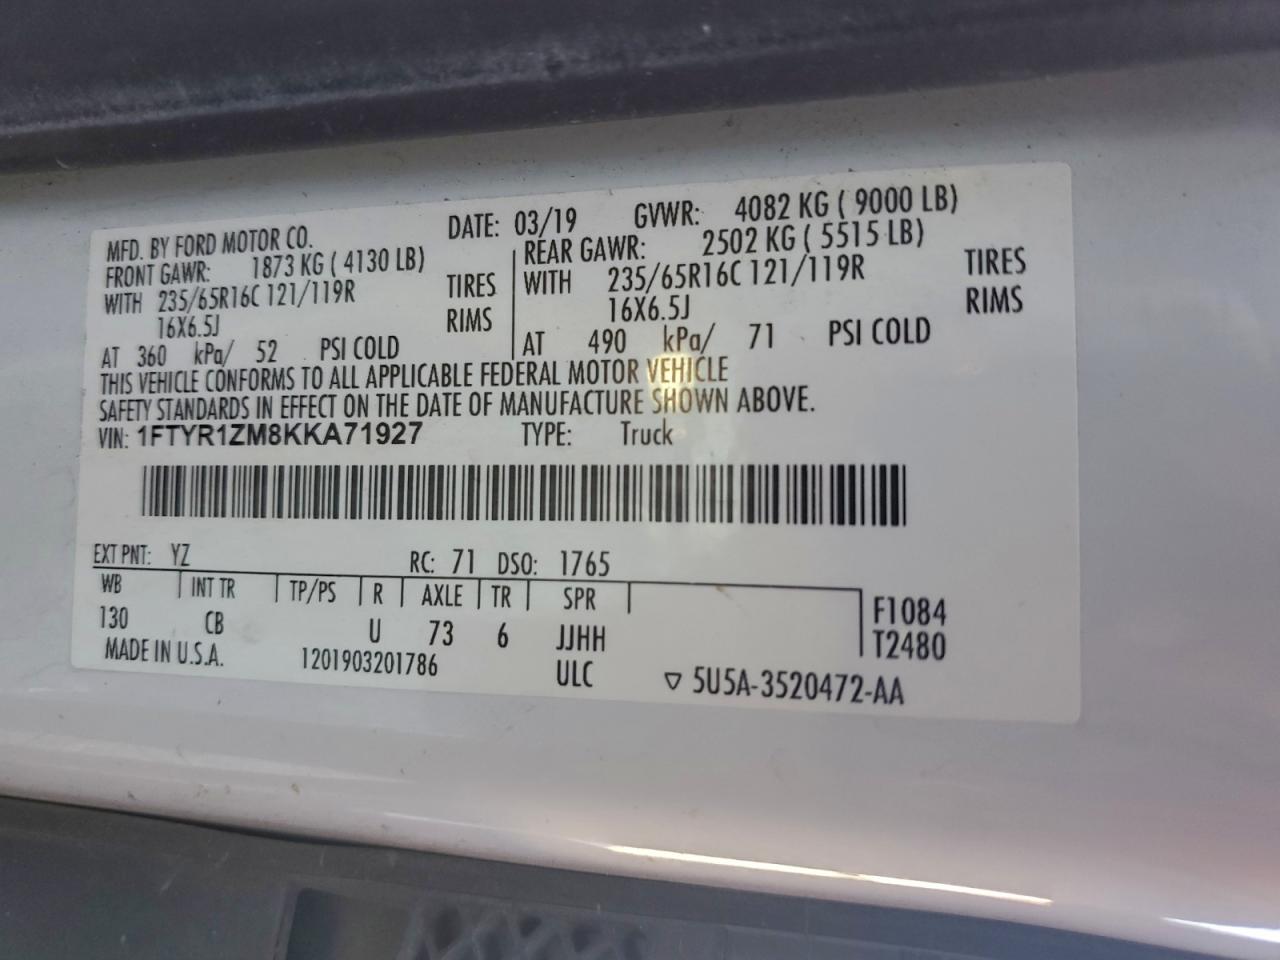 MFD. BY FORD MOTOR CO. DATE: 03/19 GVWR: 4082 KG ( 9000 LB)
FRONT GAWR: 1873 KG ( 4130 LB)
WITH 235/65R16C 121/119R TIRES
16X6.5J RIMS
AT 360 kPa/ 52 PSI COLD
REAR GAWR: 2502 KG ( 5515 LB)
WITH 235/65R16C 121/119R TIRES
16X6.5J RIMS
AT 490 kPa/ 71 PSI COLD
THIS VEHICLE CONFORMS TO ALL APPLICABLE FEDERAL MOTOR VEHICLE
SAFETY STANDARDS IN EFFECT ON THE DATE OF MANUFACTURE SHOWN ABOVE.
VIN: 1FTYR1ZM8KKA71927 TYPE: Truck
EXT PNT: YZ RC: 71 DSO: 1765
WB INT TR TP/PS R AXLE TR SPR
130 CB U 73 6 JJHH
F1084
T2480
MADE IN U.S.A. 1201903201786 ULC ▽ 5U5A-3520472-AA